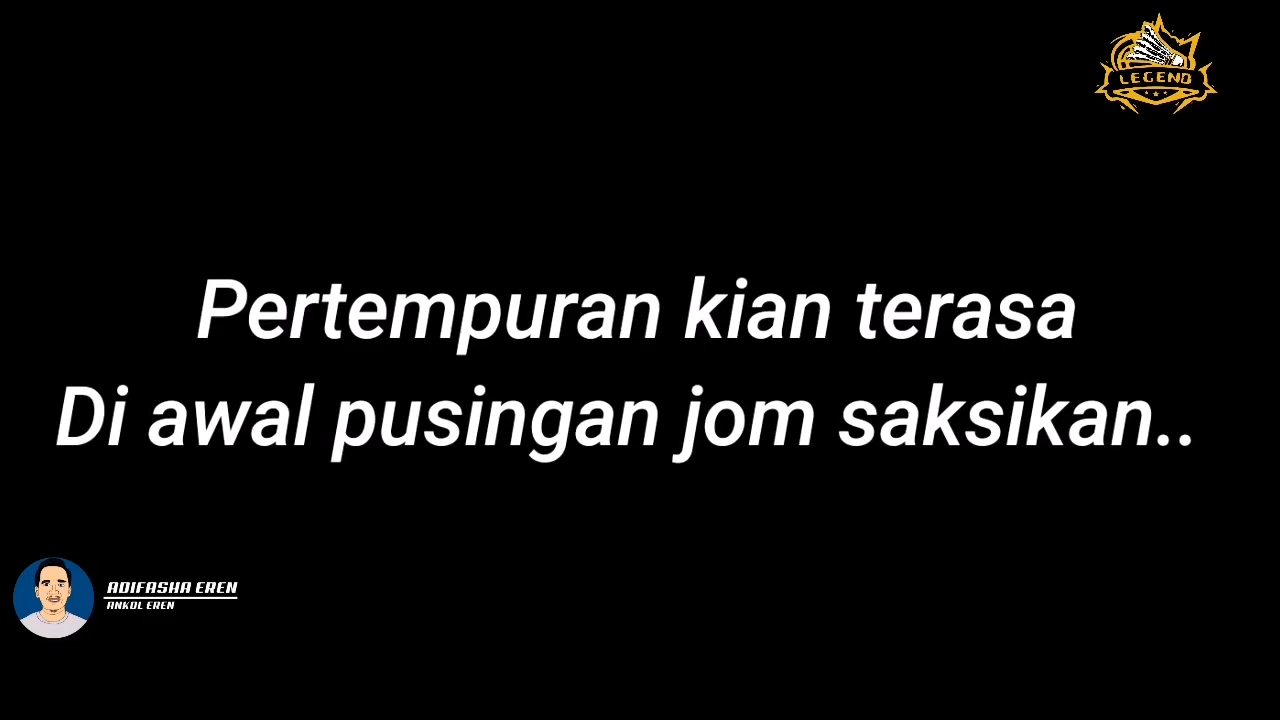 LEGEND
Pertempuran kian terasa
Di awal pusingan jom saksikan..
ADIFASHA EREN
ANKOL EREN